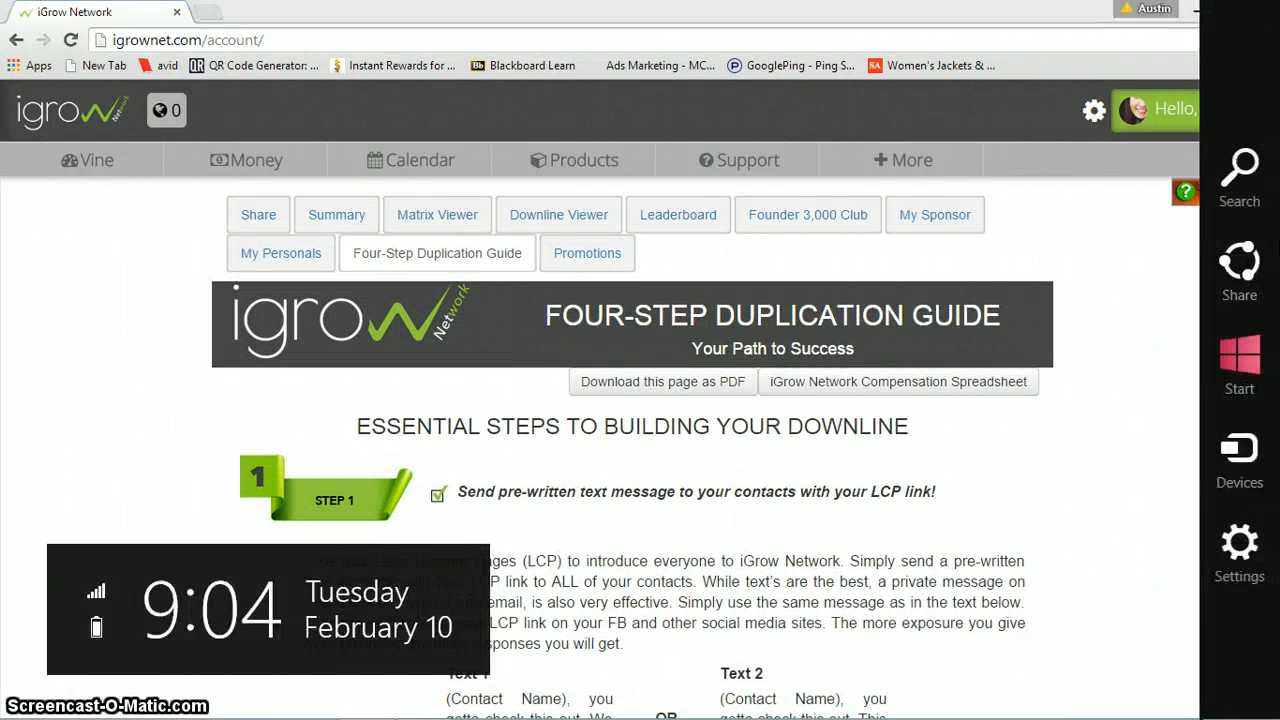 iGrow Network
Austin
igrownet.com/account/
Apps
New Tab
avid
QR Code Generator: ...
Instant Rewards for ...
Bb Blackboard Learn
Ads Marketing - MC...
GooglePing - Ping S...
SA Women's Jackets & ...
igrow Network
0
Hello,
Vine
Money
Calendar
Products
Support
More
Share
Summary
Matrix Viewer
Downline Viewer
Leaderboard
Founder 3,000 Club
My Sponsor
My Personals
Four-Step Duplication Guide
Promotions
igrow Network
FOUR-STEP DUPLICATION GUIDE
Your Path to Success
Download this page as PDF
iGrow Network Compensation Spreadsheet
ESSENTIAL STEPS TO BUILDING YOUR DOWNLINE
1
STEP 1
Send pre-written text message to your contacts with your LCP link!
(LCP) to introduce everyone to iGrow Network. Simply send a pre-written
LCP link to ALL of your contacts. While text's are the best, a private message on
email, is also very effective. Simply use the same message as in the text below.
LCP link on your FB and other social media sites. The more exposure you give
responses you will get.
Text 1
(Contact Name), you
gotta check this out. We
OR
Text 2
(Contact Name), you
gotta check this out. This
9:04
Tuesday
February 10
Search
Share
Start
Devices
Settings
Screencast-O-Matic.com